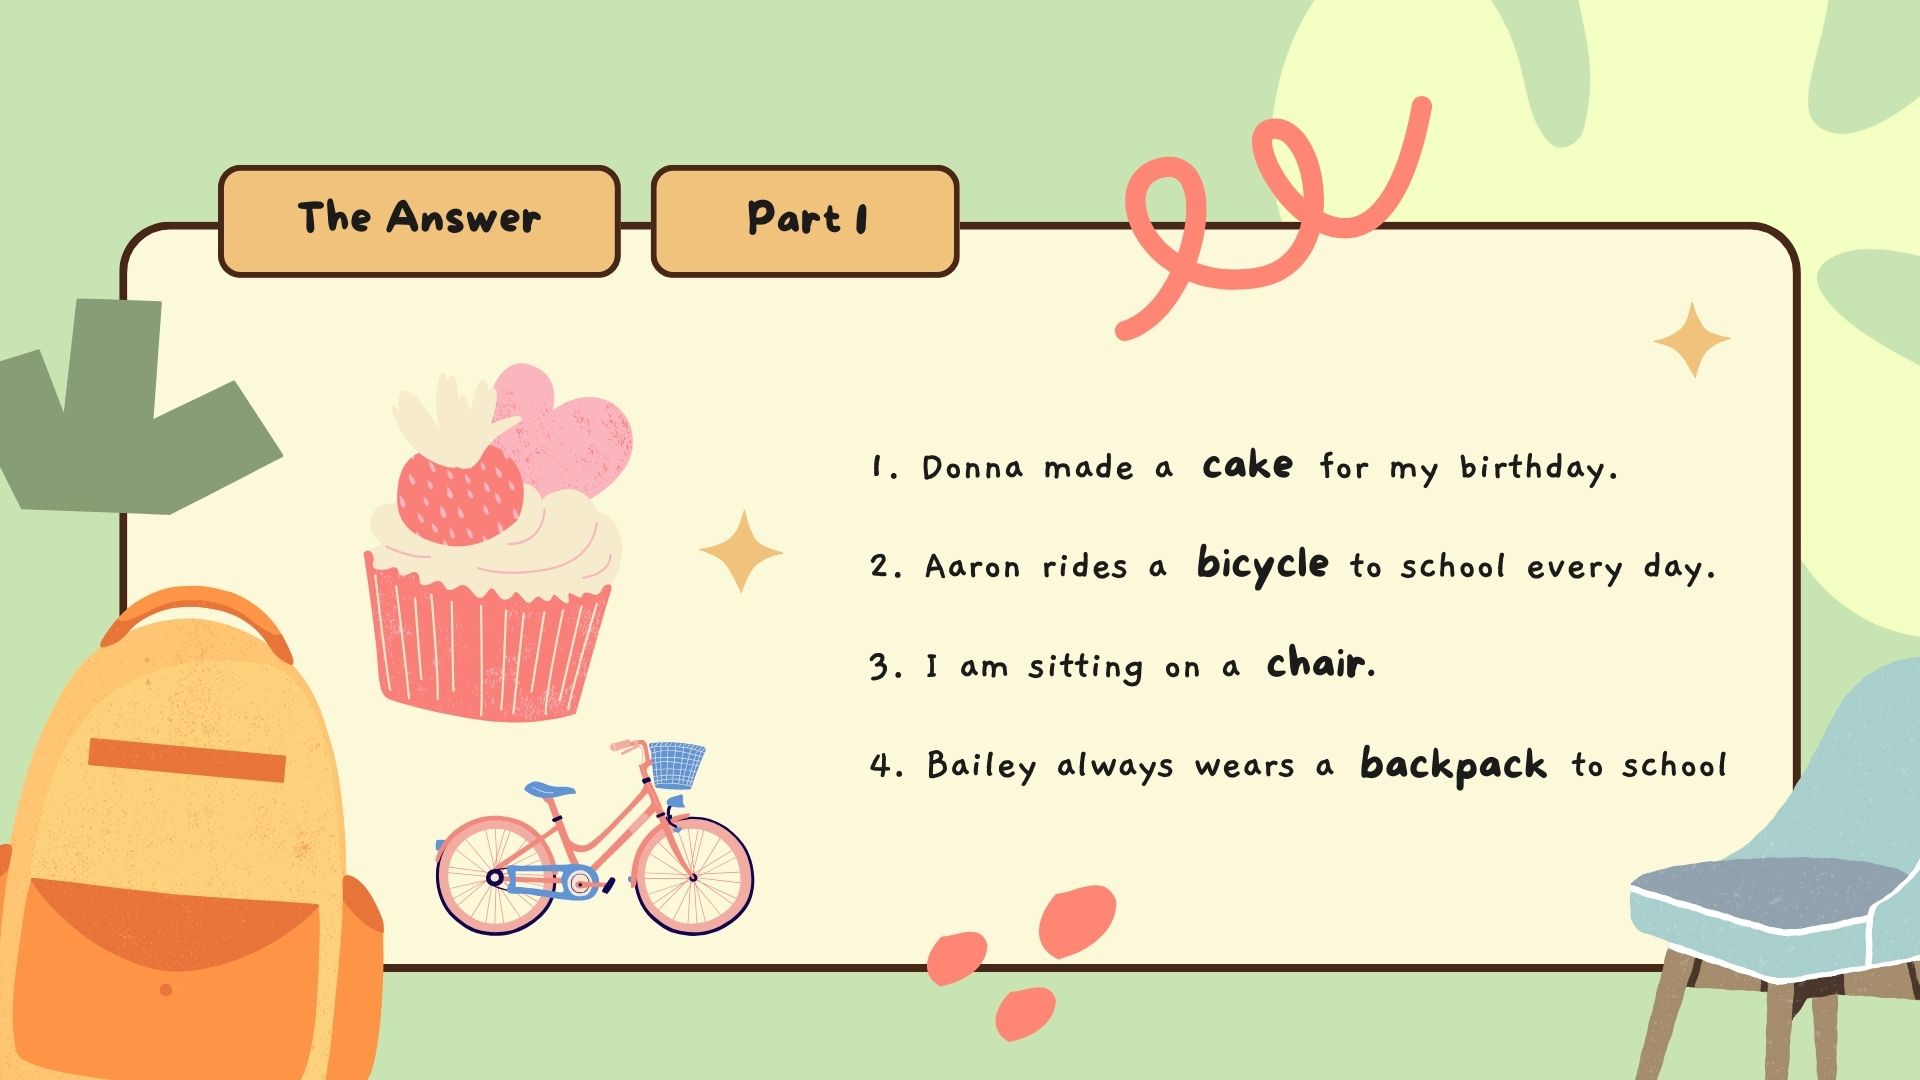 The Answer
Part 1
1. Donna made a cake for my birthday.
2. Aaron rides a bicycle to school every day.
3. I am sitting on a chair.
4. Bailey always wears a backpack to school